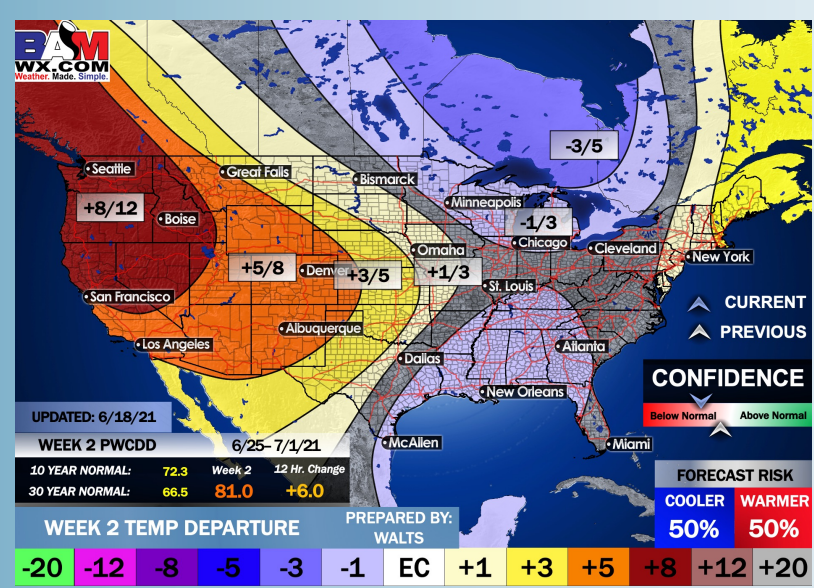 BAM
WX.COM
Weather. Made. Simple.
-3/5
Seattle
Great Falls
Bismarck
Minneapolis
+8/12
Boise
-1/3
Omaha
Chicago
Cleveland
New York
+5/8
Denver
+3/5
+1/3
St. Louis
San Francisco
CURRENT
Albuquerque
PREVIOUS
Los Angeles
Dallas
Atlanta
CONFIDENCE
New Orleans
Below Normal
Above Normal
UPDATED: 6/18/21
McAllen
Miami
WEEK 2 PWCDD 6/25-7/1/21
10 YEAR NORMAL: 72.3 Week 2 12 Hr. Change
30 YEAR NORMAL: 66.5 81.0 +6.0
FORECAST RISK
COOLER WARMER
50% 50%
WEEK 2 TEMP DEPARTURE
PREPARED BY:
WALTS
-20 -12 -8 -5 -3 -1 EC +1 +3 +5 +8 +12 +20